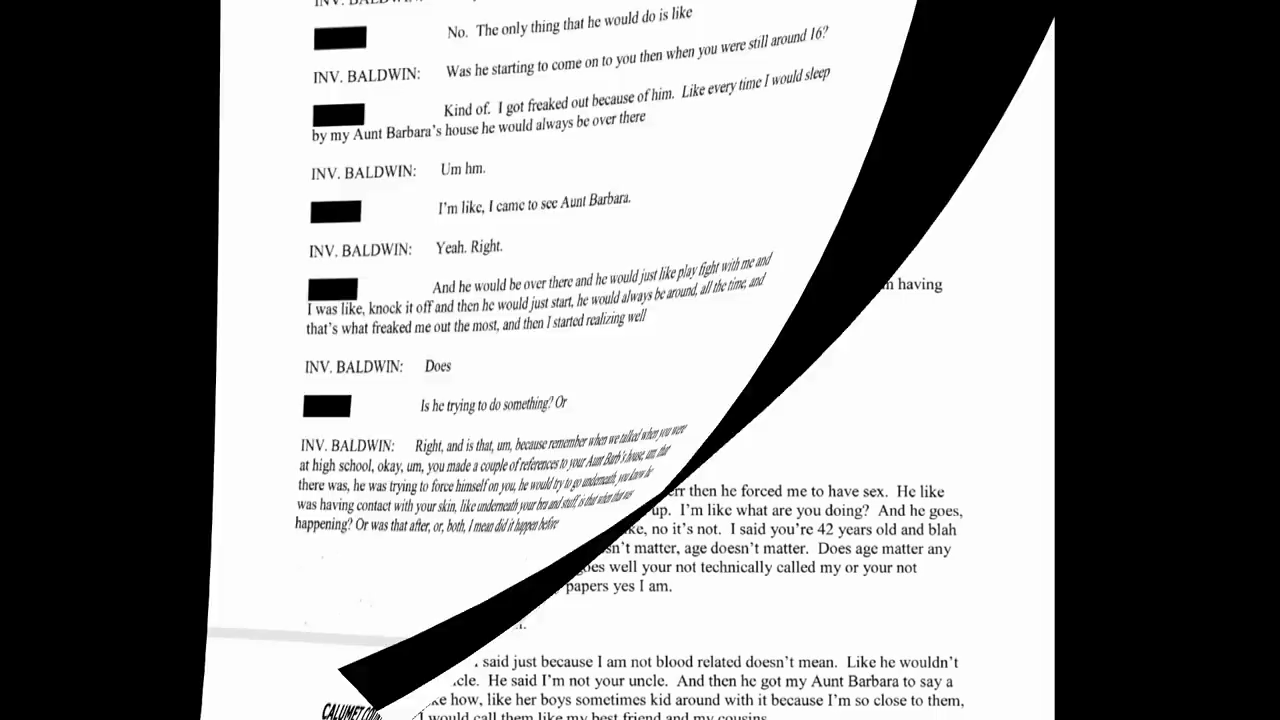 INV. BALDWIN:
No. The only thing that he would do is like
INV. BALDWIN: Was he starting to come on to you then when you were still around 16?
Kind of. I got freaked out because of him. Like every time I would sleep
by my Aunt Barbara's house he would always be over there
INV. BALDWIN: Um hm.
I'm like, I came to see Aunt Barbara.
INV. BALDWIN: Yeah. Right.
And he would be over there and he would just like play fight with me and
I was like, knock it off and then he would just start, he would always be around, all the time, and
that's what freaked me out the most, and then I started realizing well
INV. BALDWIN: Does
Is he trying to do something? Or
INV. BALDWIN: Right, and is that, um, because remember when we talked when you were
at high school, okay, um, you made a couple of references to your Aunt Barb's house, um, that
there was, he was trying to force himself on you, he would try to go underneath, you know he
was having contact with your skin, like underneath your bra and stuff is that when that was
happening? Or was that after, or, both, I mean did it happen before
having
then he forced me to have sex. He like
up. I'm like what are you doing? And he goes,
no it's not. I said you're 42 years old and blah
matter, age doesn't matter. Does age matter any
well your not technically called my or your not
papers yes I am.
said just because I am not blood related doesn't mean. Like he wouldn't
He said I'm not your uncle. And then he got my Aunt Barbara to say a
how, like her boys sometimes kid around with it because I'm so close to them,
I would call them like my best friend and my cousins
CALUMET